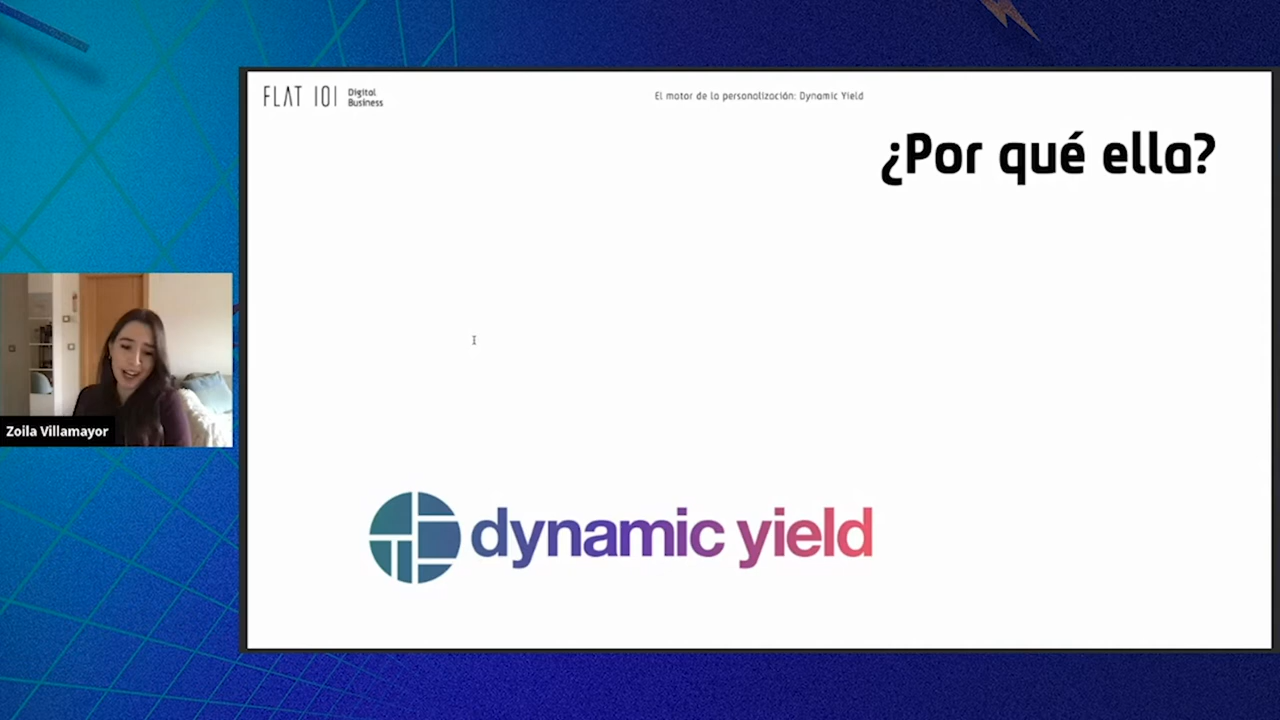 FLAT 101 Digital Business
El motor de la personalización: Dynamic Yield
¿Por qué ella?
Zoila Villamayor
dynamic yield